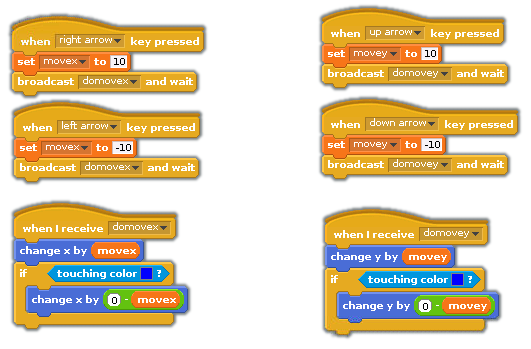 when right arrow key pressed
set movex to 10
broadcast domovex and wait
when left arrow key pressed
set movex to -10
broadcast domovex and wait
when I receive domovex
change x by movex
if touching color ?
change x by 0 - movex
when up arrow key pressed
set movey to 10
broadcast domovey and wait
when down arrow key pressed
set movey to -10
broadcast domovey and wait
when I receive domovey
change y by movey
if touching color ?
change y by 0 - movey